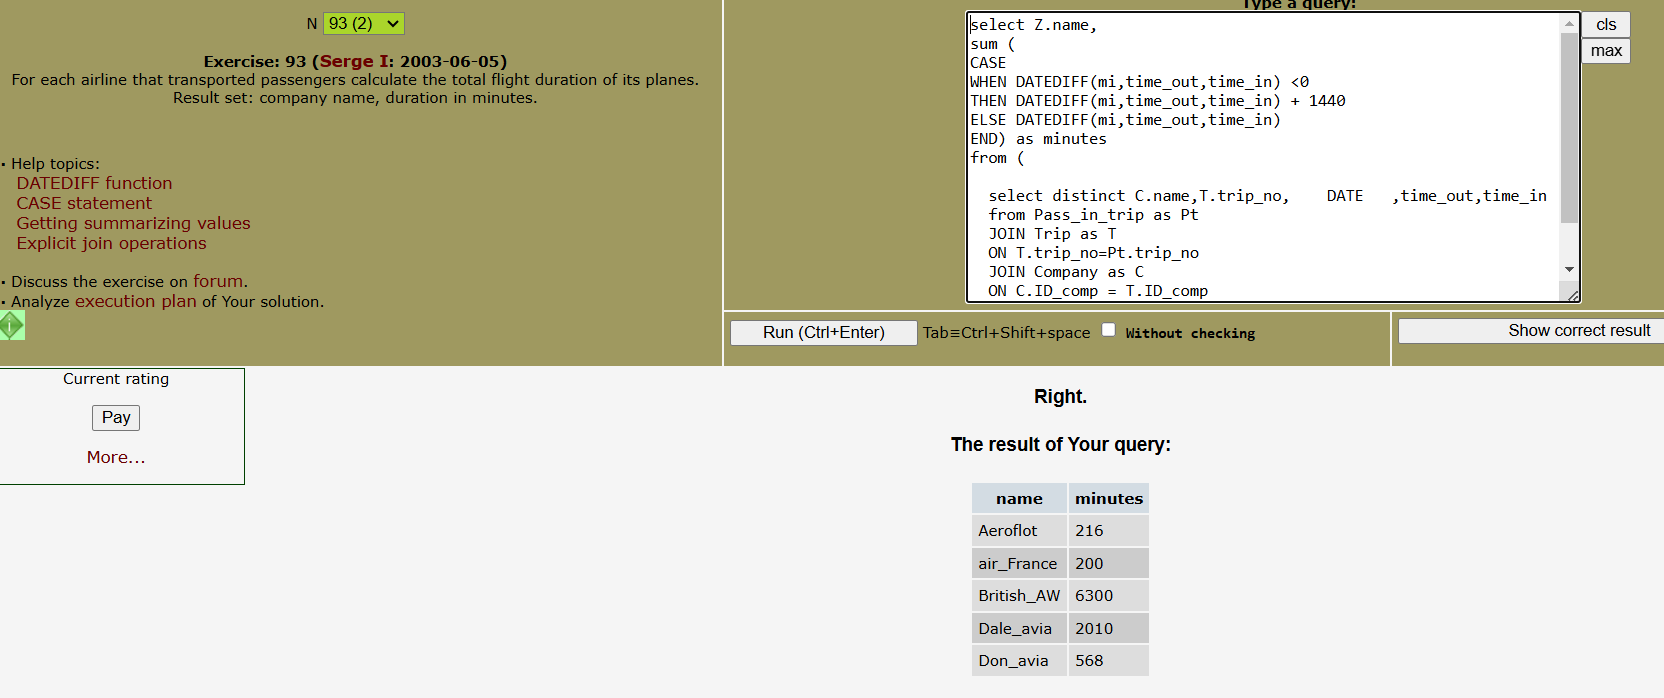 N 93 (2)
Exercise: 93 (Serge I: 2003-06-05)
For each airline that transported passengers calculate the total flight duration of its planes.
Result set: company name, duration in minutes.
· Help topics:
DATEDIFF function
CASE statement
Getting summarizing values
Explicit join operations
· Discuss the exercise on forum.
· Analyze execution plan of Your solution.
Type a query:
select Z.name,
sum (
CASE
WHEN DATEDIFF(mi,time_out,time_in) <0
THEN DATEDIFF(mi,time_out,time_in) + 1440
ELSE DATEDIFF(mi,time_out,time_in)
END) as minutes
from (
select distinct C.name,T.trip_no,    DATE   ,time_out,time_in
from Pass_in_trip as Pt
JOIN Trip as T
ON T.trip_no=Pt.trip_no
JOIN Company as C
ON C.ID_comp = T.ID_comp
cls
max
Run (Ctrl+Enter) Tab≡Ctrl+Shift+space Without checking
Show correct result
Current rating
Pay
More...
Right.
The result of Your query:
name minutes
Aeroflot 216
air_France 200
British_AW 6300
Dale_avia 2010
Don_avia 568